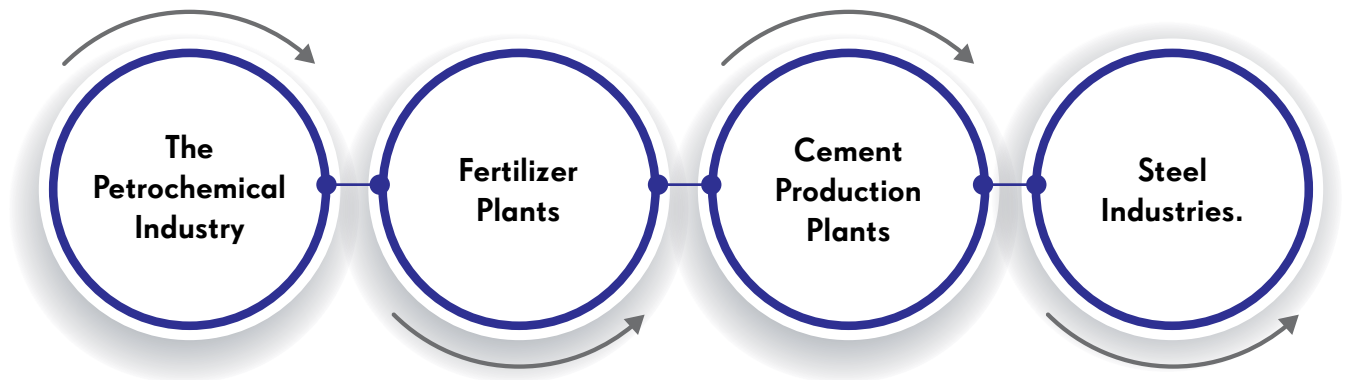 The
Petrochemical
Industry
Fertilizer
Plants
Cement
Production
Plants
Steel
Industries.